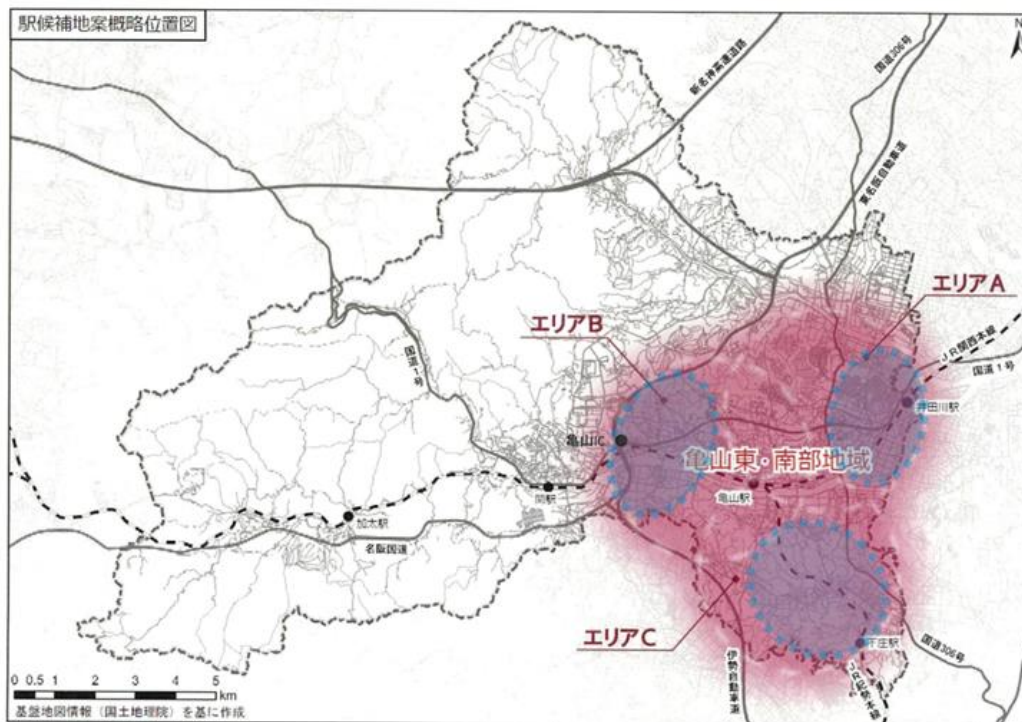 駅候補地案概略位置図
N
新名神高速道路
国道306号
東名阪自動車道
エリアA
エリアB
JR関西本線
国道1号
国道1号
井田川駅
亀山IC
亀山東・南部地域
亀山駅
関駅
加太駅
名阪国道
エリアC
下庄駅
国道306号
伊勢自動車道
JR紀勢本線
0 0.5 1 2 3 4 5
km
基盤地図情報（国土地理院）を基に作成